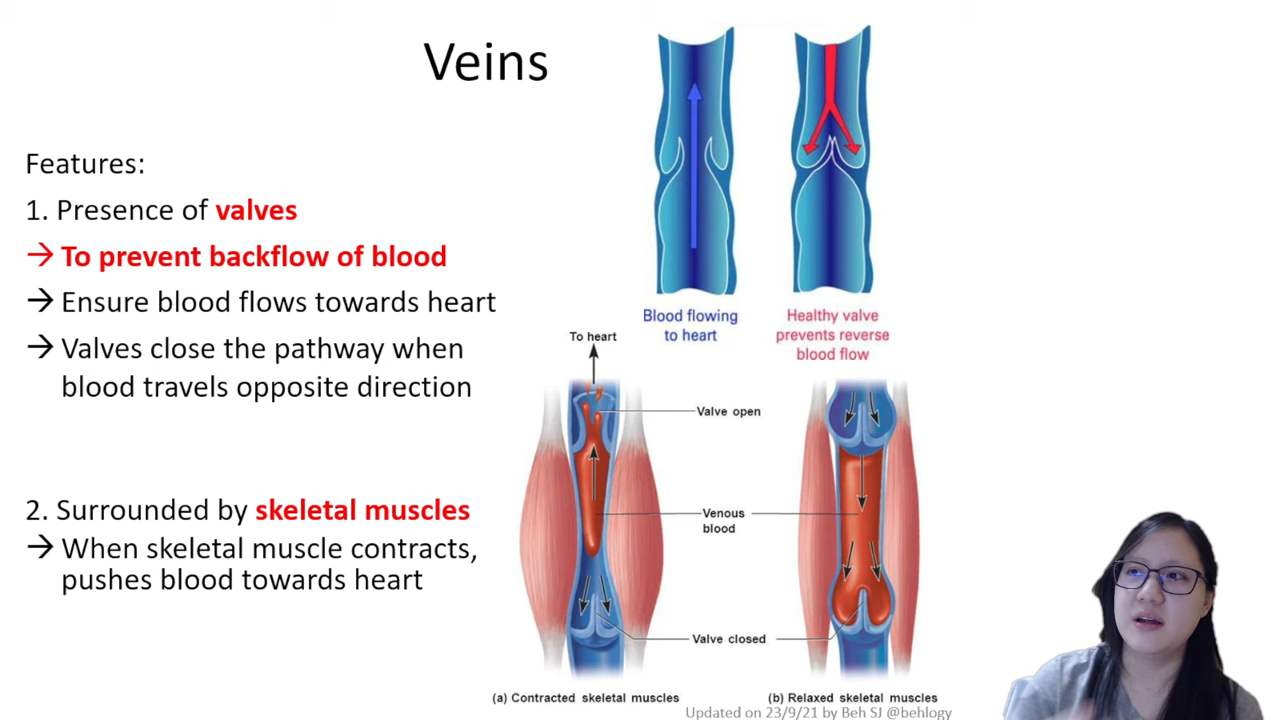 Veins
Features:
1. Presence of valves
→ To prevent backflow of blood
→ Ensure blood flows towards heart
→ Valves close the pathway when
blood travels opposite direction
2. Surrounded by skeletal muscles
→ When skeletal muscle contracts,
pushes blood towards heart
Blood flowing
to heart
Healthy valve
prevents reverse
blood flow
To heart
Valve open
Venous
blood
Valve closed
(a) Contracted skeletal muscles
(b) Relaxed skeletal muscles
Updated on 23/9/21 by Beh SJ @behlogy